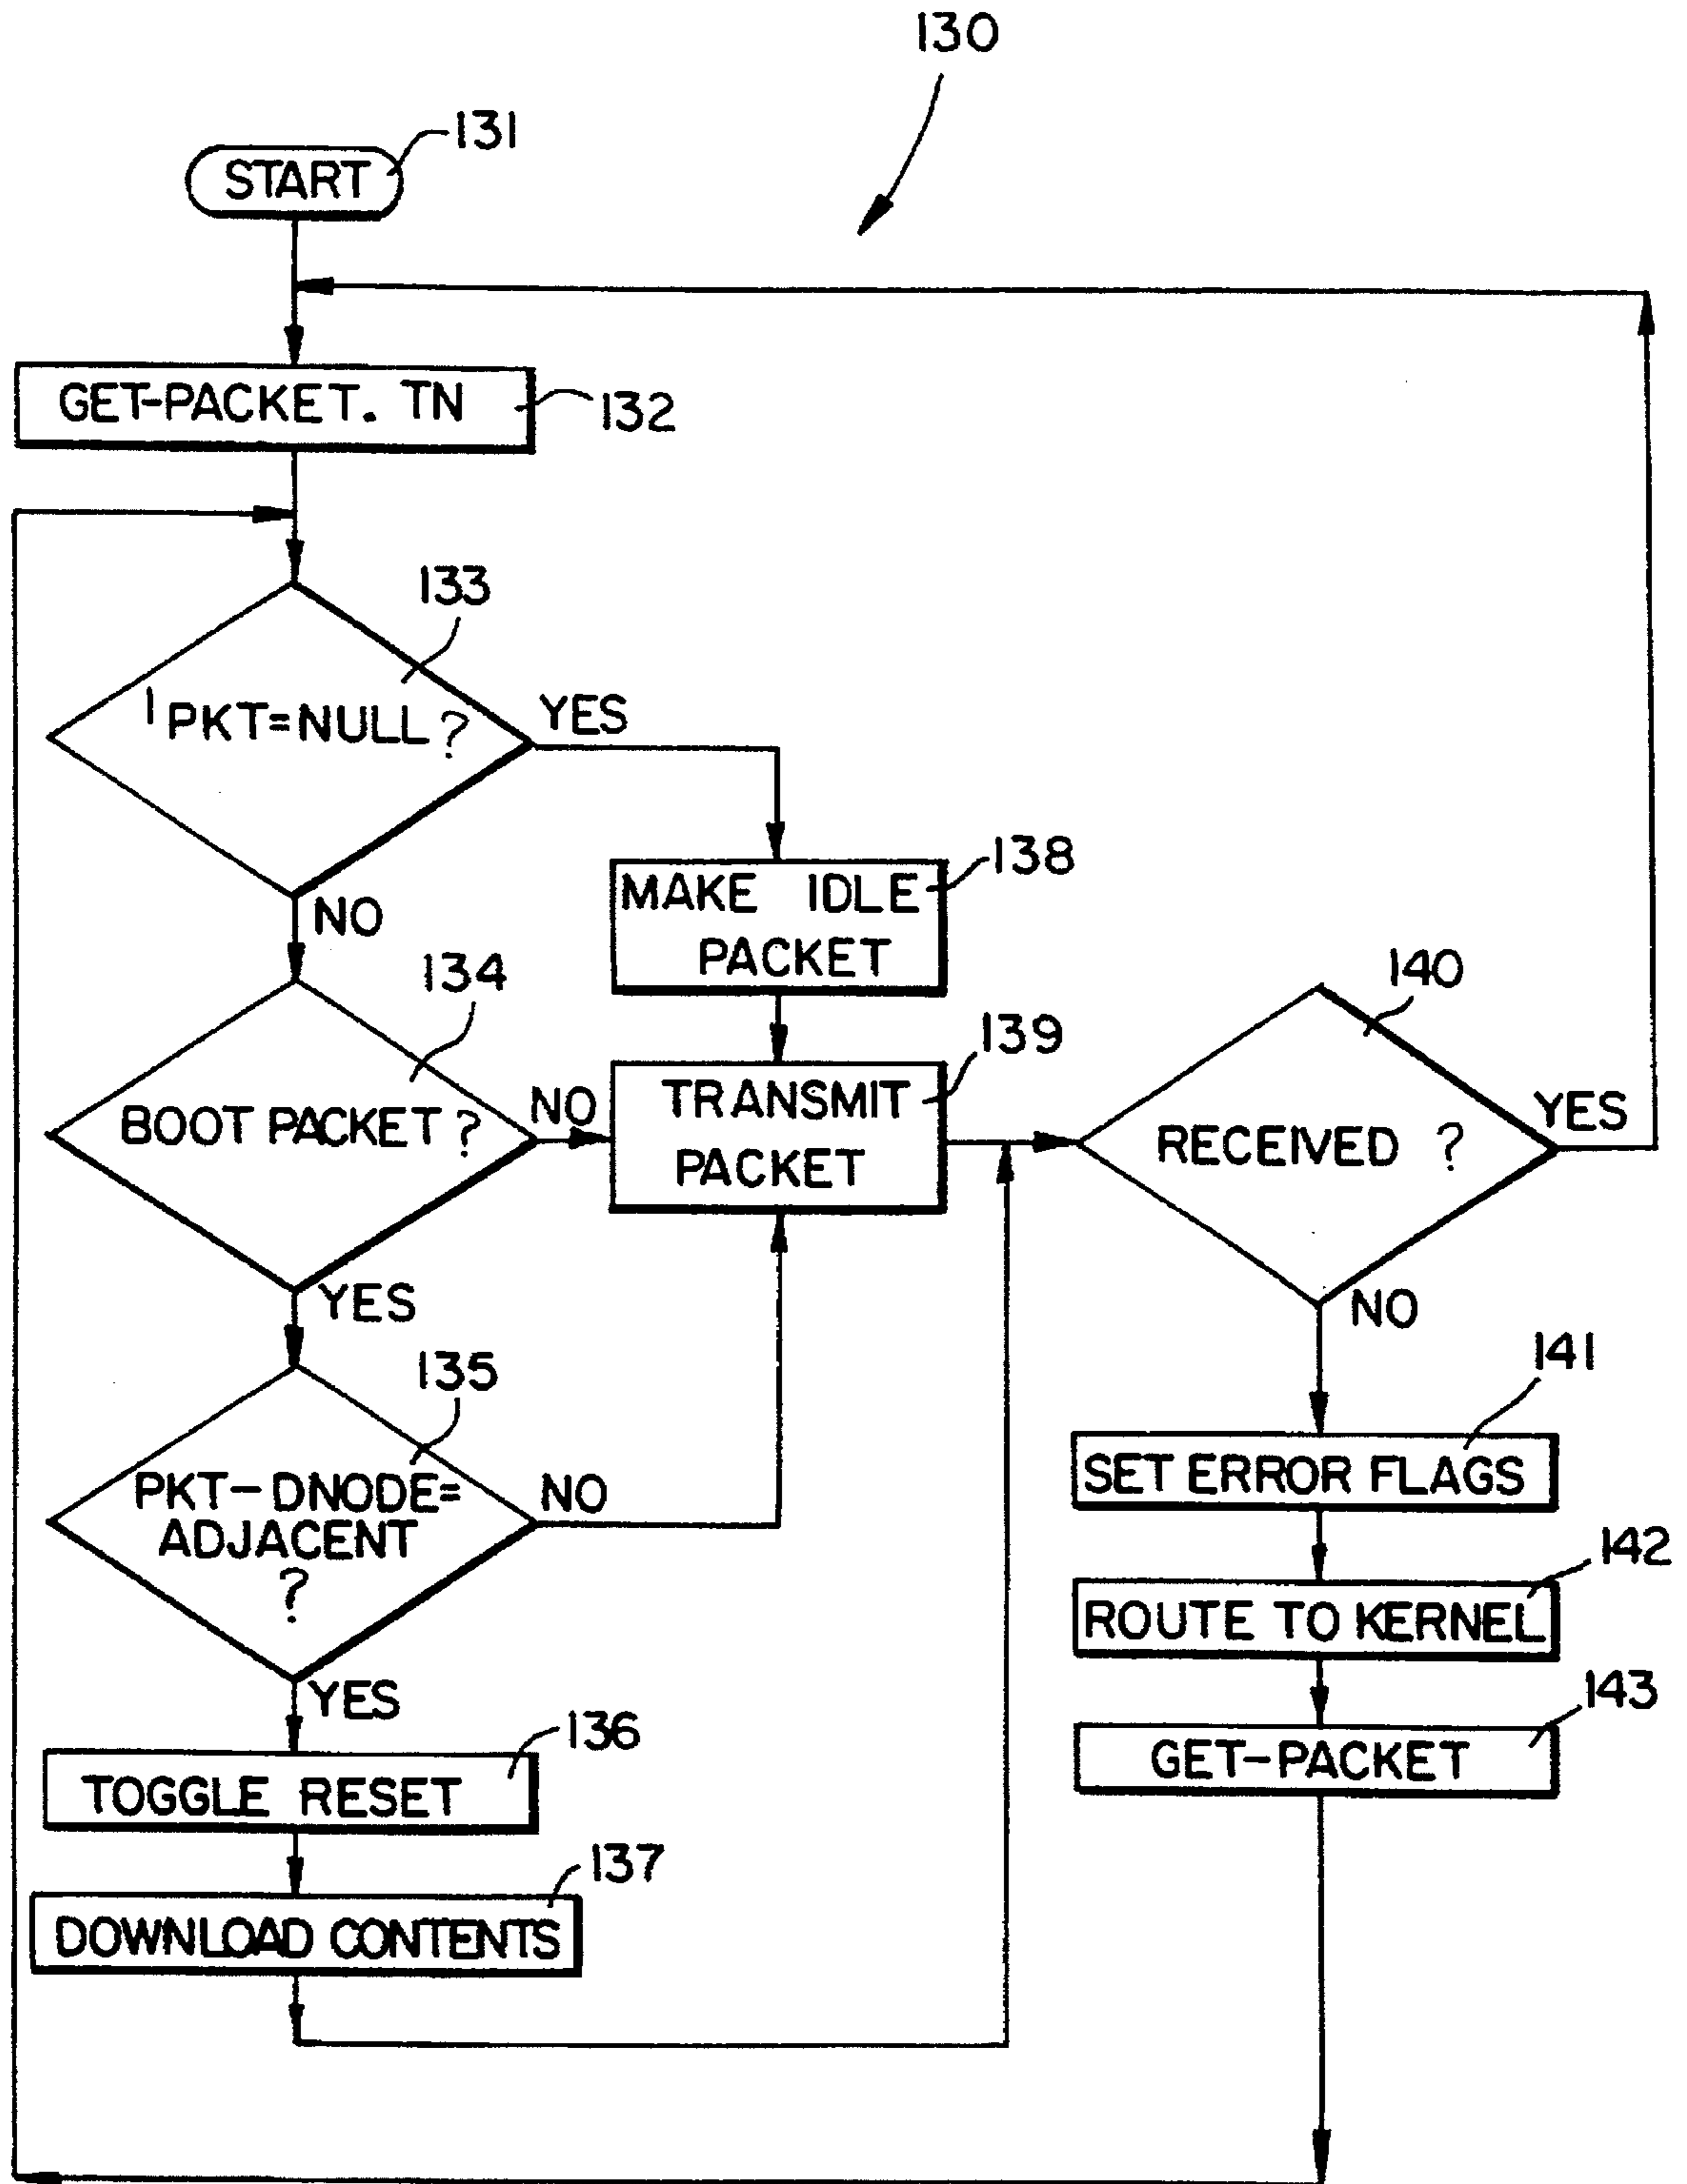 130
START
131
GET-PACKET. TN
132
133
I PKT=NULL ?
YES
NO
138
MAKE IDLE
PACKET
134
BOOT PACKET ?
NO
YES
139
TRANSMIT
PACKET
140
RECEIVED ?
YES
NO
135
PKT-DNODE=
ADJACENT
?
NO
YES
141
SET ERROR FLAGS
142
ROUTE TO KERNEL
143
GET-PACKET
136
TOGGLE RESET
137
DOWNLOAD CONTENTS